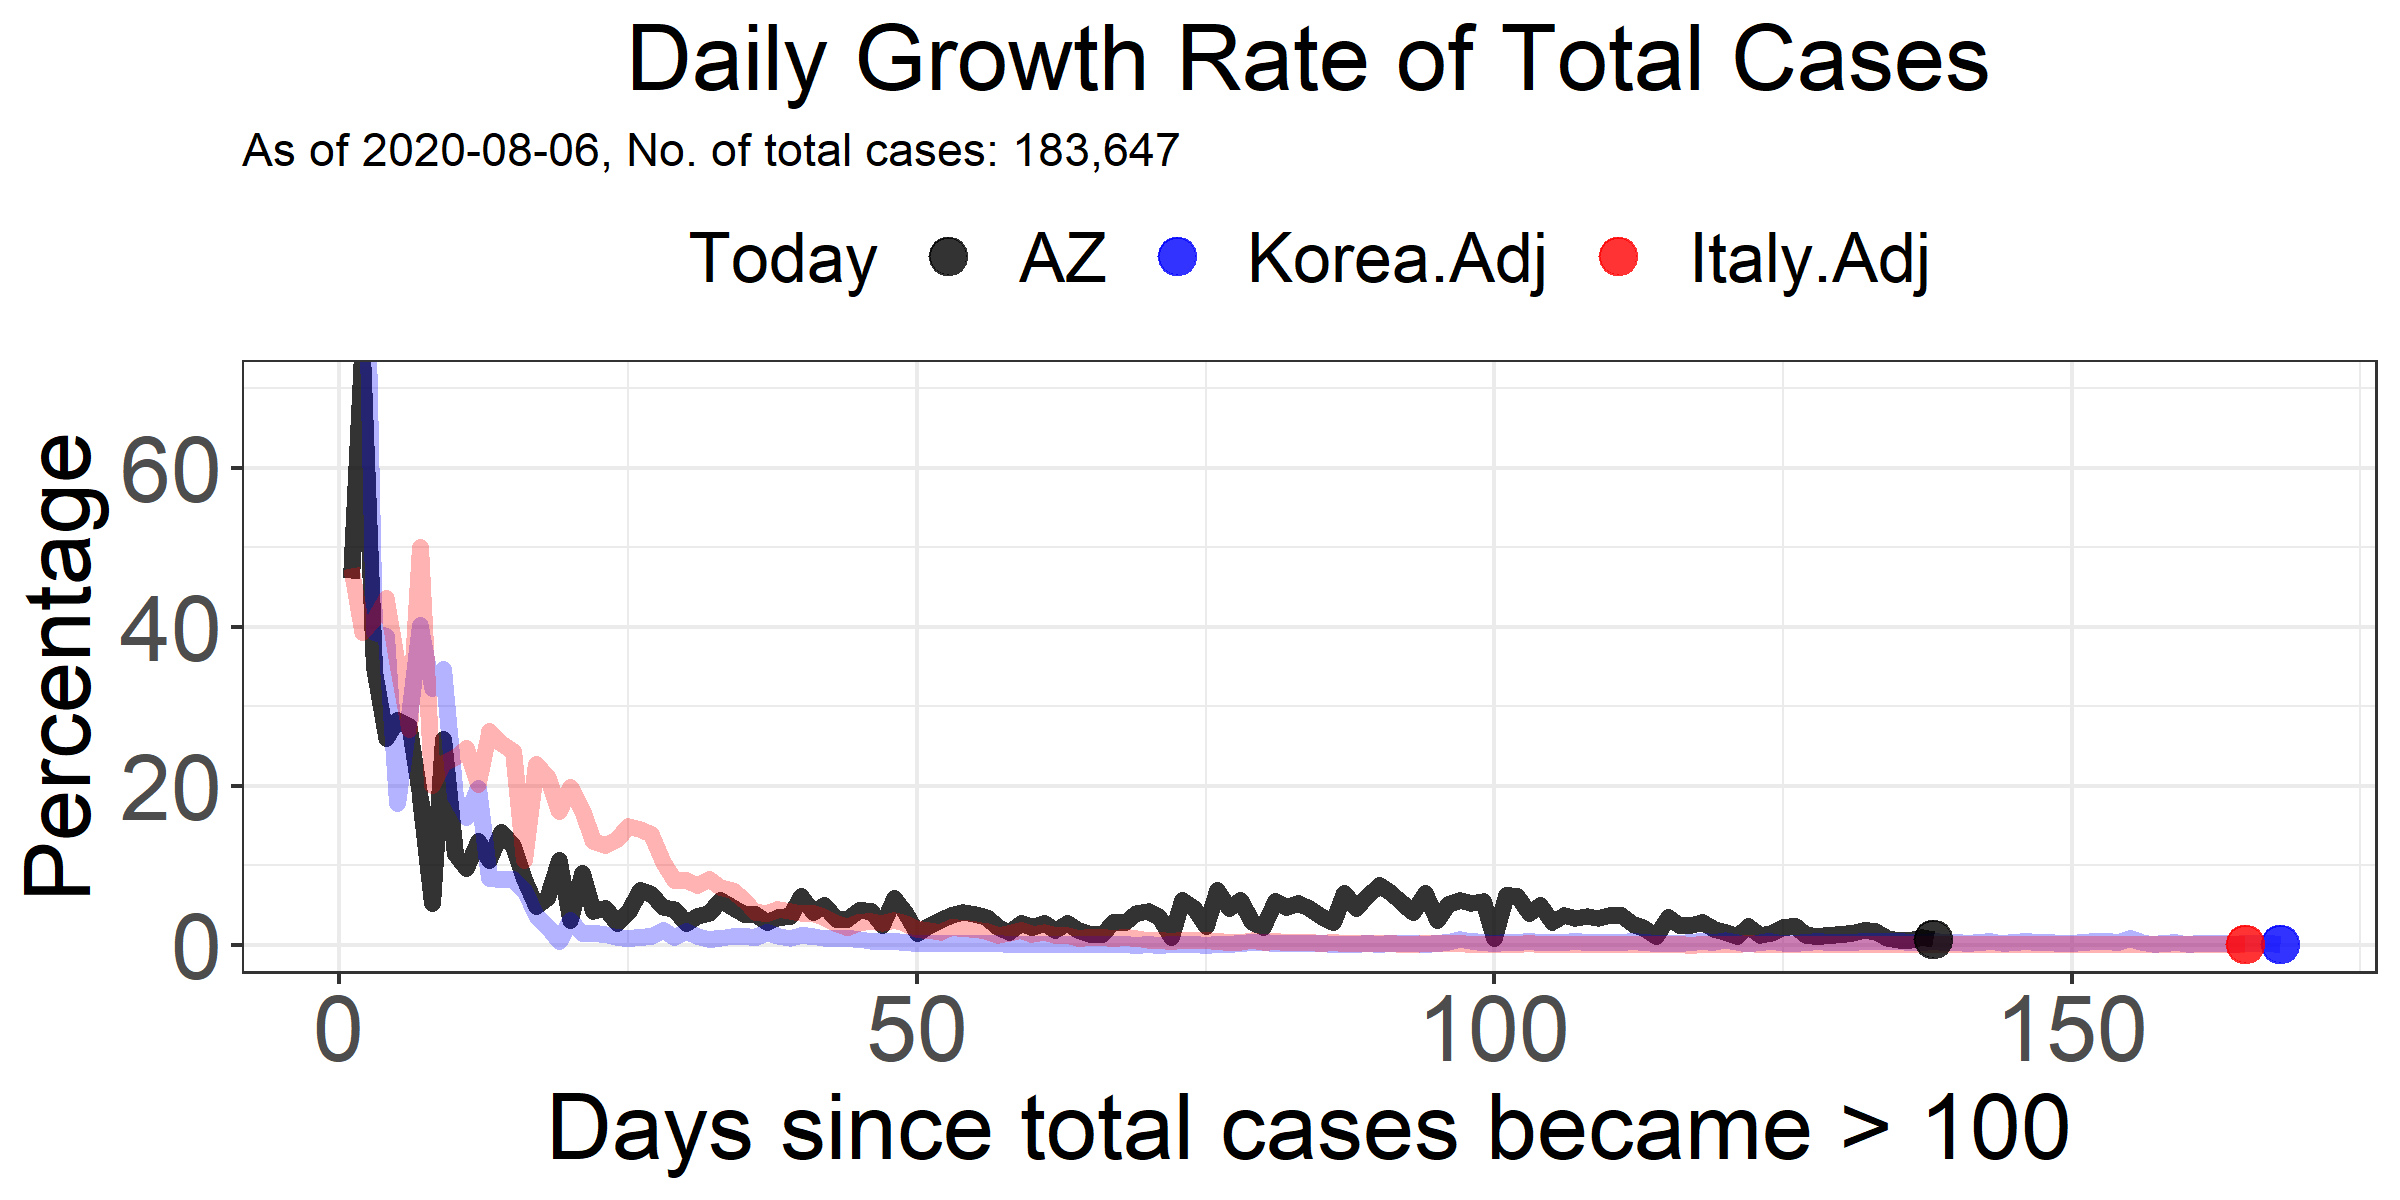 Daily Growth Rate of Total Cases
As of 2020-08-06, No. of total cases: 183,647
Today AZ Korea.Adj Italy.Adj
Percentage
60
40
20
0
0 50 100 150
Days since total cases became > 100